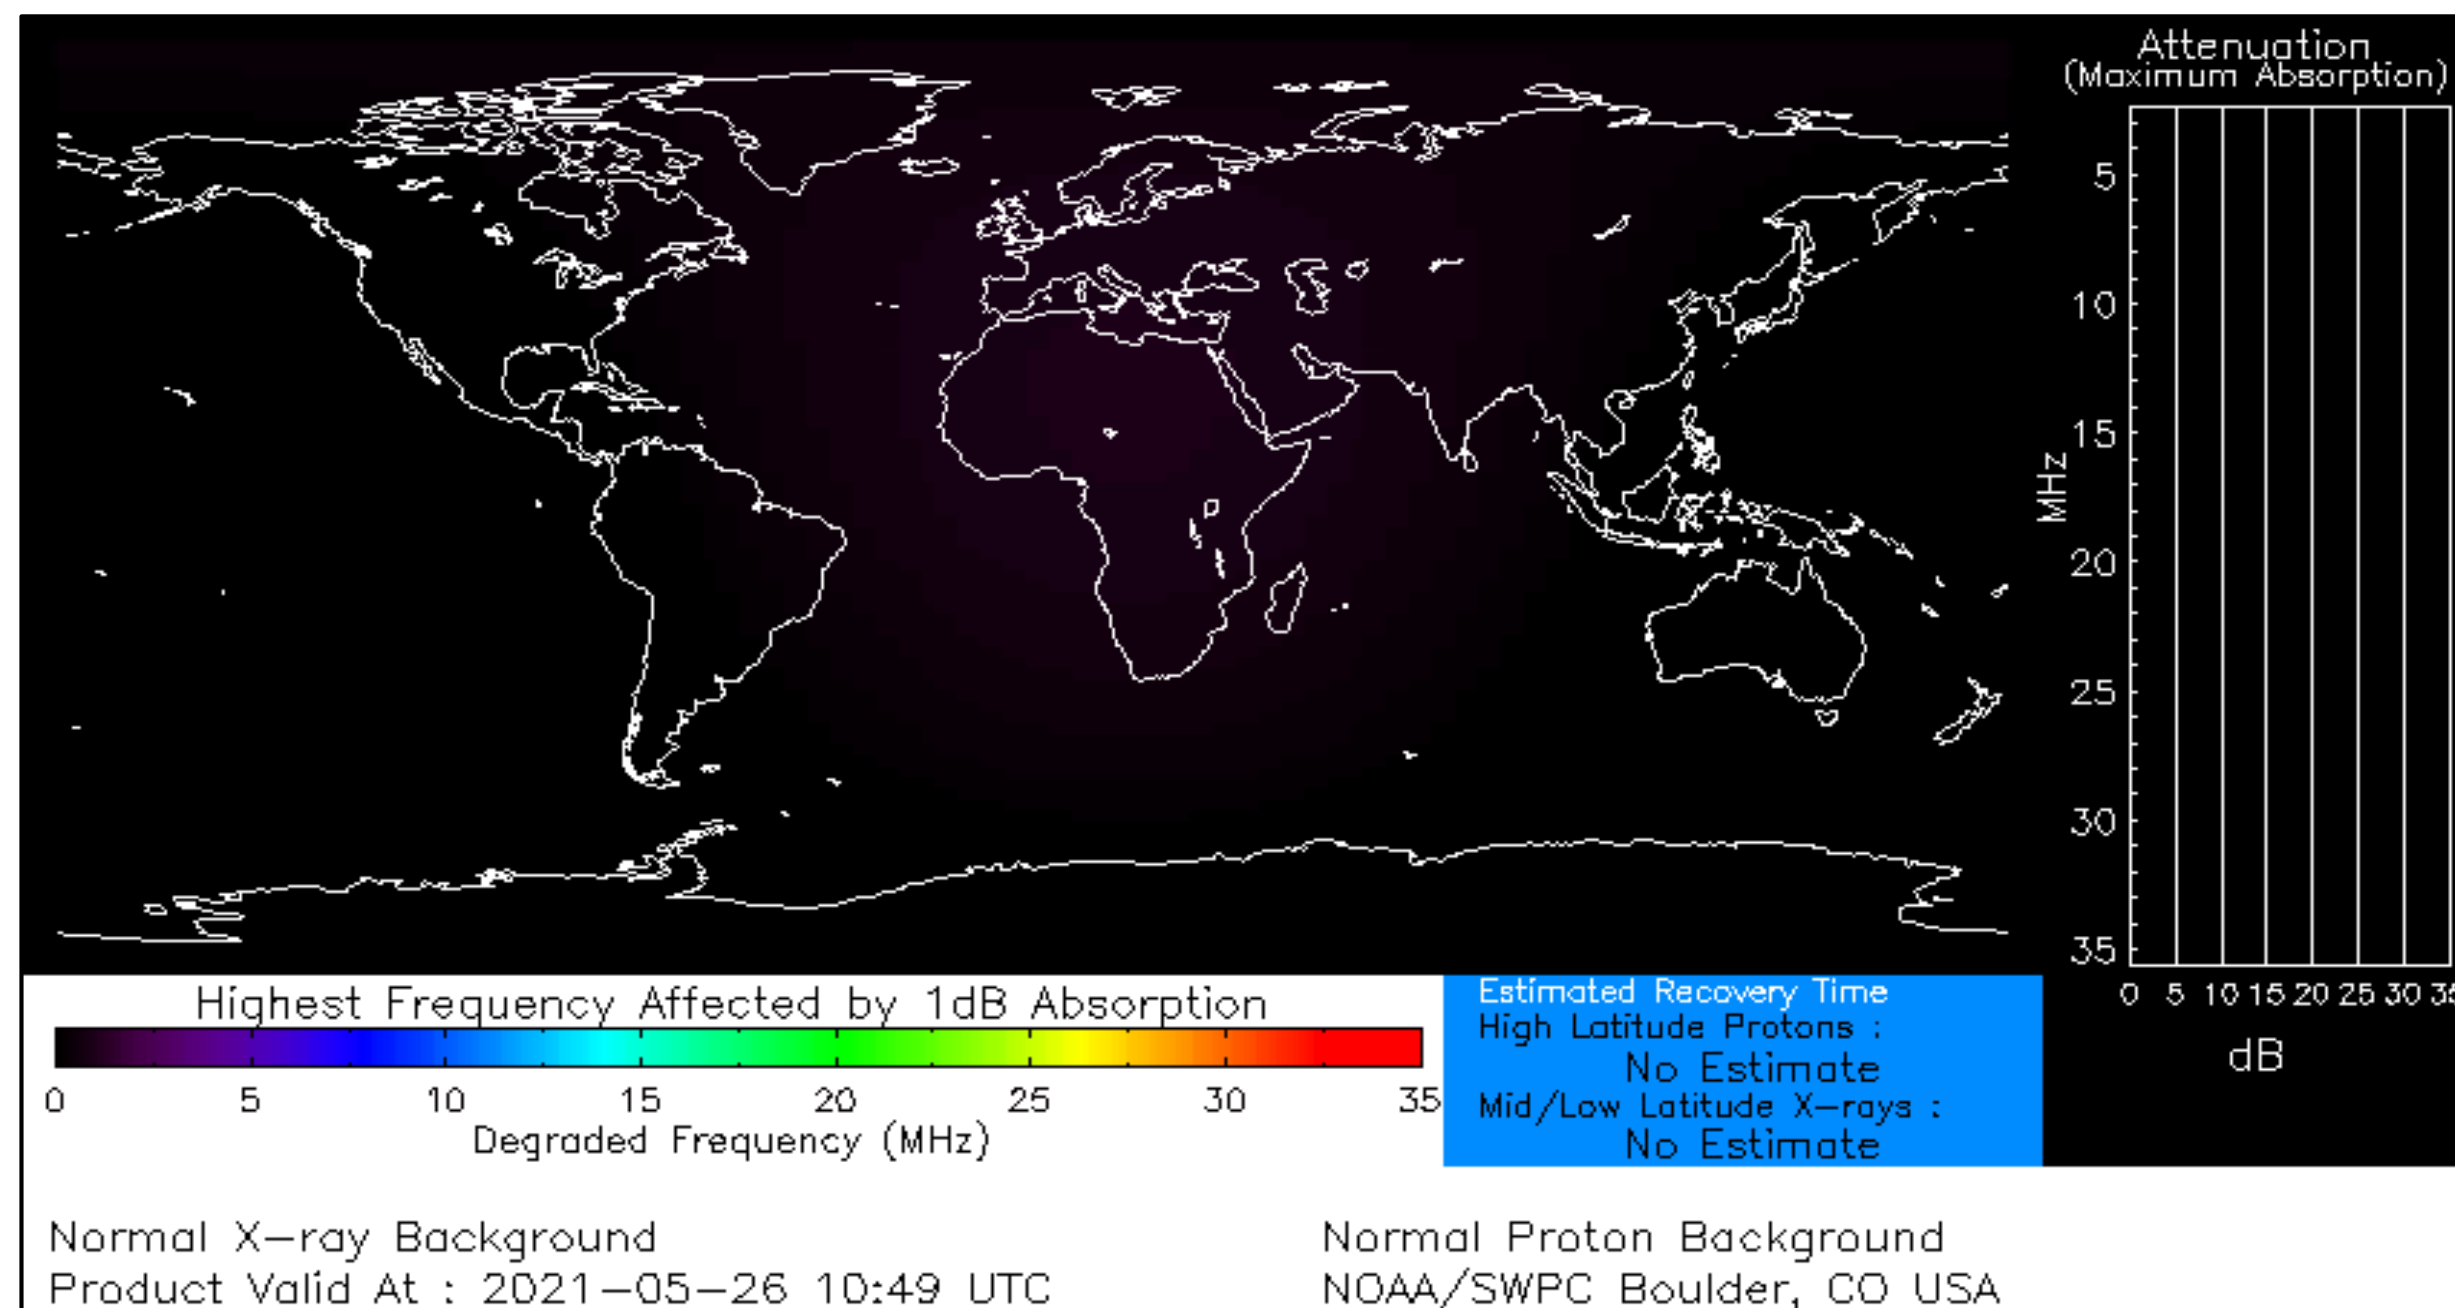 Attenuation
(Maximum Absorption)
5
10
15
20
25
30
35
MHz
0 5 10 15 20 25 30 35
dB
Highest Frequency Affected by 1dB Absorption
0 5 10 15 20 25 30 35
Degraded Frequency (MHz)
Estimated Recovery Time
High Latitude Protons :
No Estimate
Mid/Low Latitude X-rays :
No Estimate
Normal X-ray Background
Normal Proton Background
Product Valid At : 2021-05-26 10:49 UTC
NOAA/SWPC Boulder, CO USA